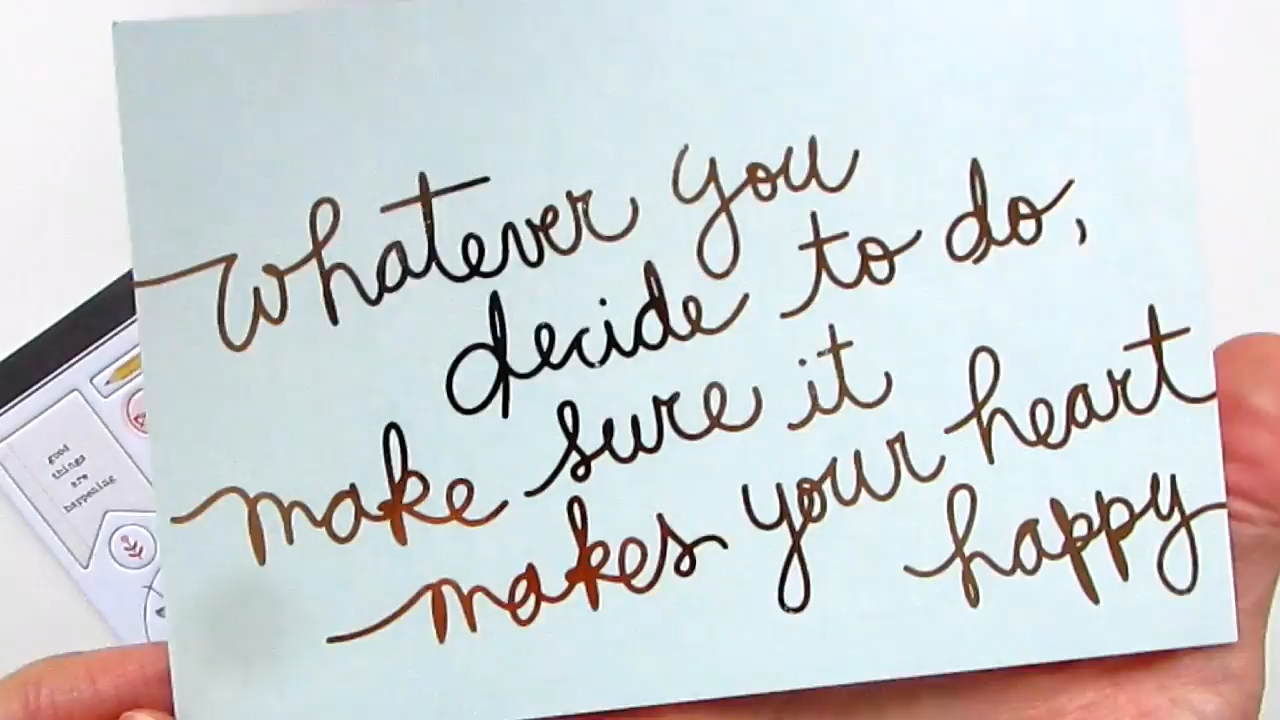 whatever you
decide to do,
make sure it
makes your heart
happy
good
things
are
happening